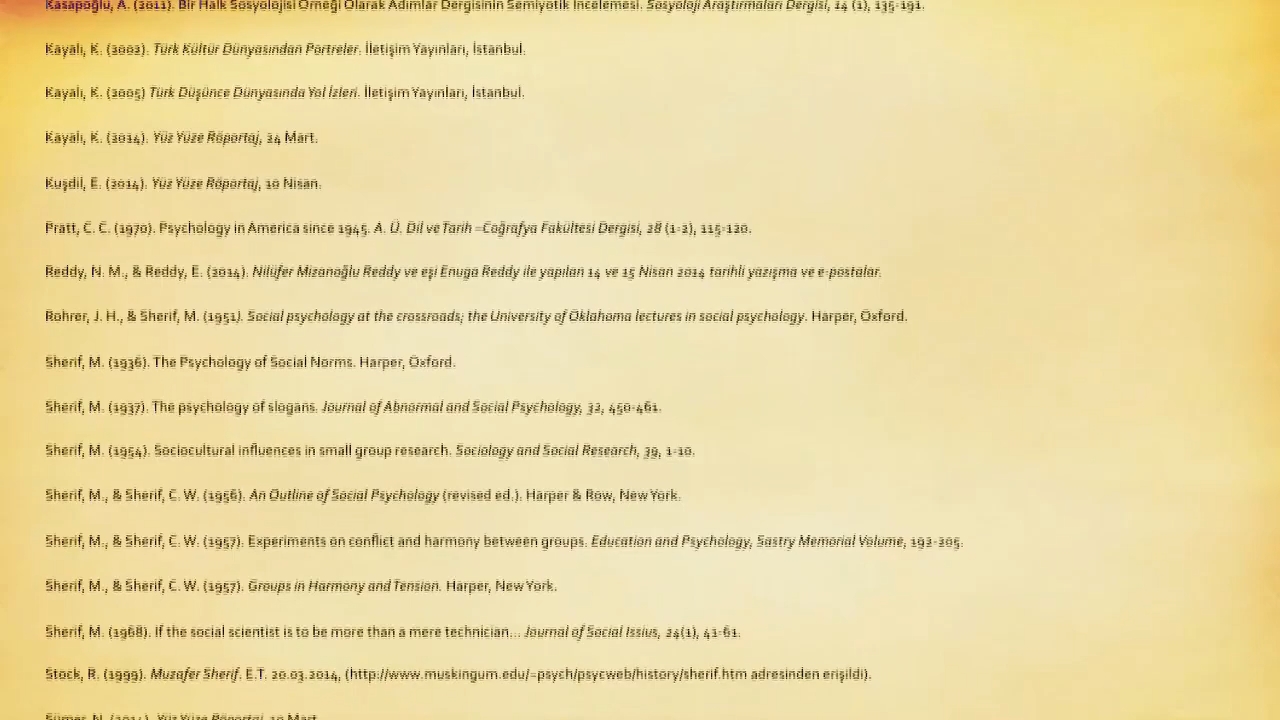 Kasapoğlu, A. (2011). Bir Halk Sosyolojisi Örneği Olarak Adımlar Dergisinin Semiyotik İncelemesi. Sosyoloji Araştırmaları Dergisi, 14 (1), 135-191.
Kayalı, K. (2002). Türk Kültür Dünyasından Portreler. İletişim Yayınları, İstanbul.
Kayalı, K. (2005) Türk Düşünce Dünyasında Yol İzleri. İletişim Yayınları, İstanbul.
Kayalı, K. (2014). Yüz Yüze Röportaj, 24 Mart.
Kuşdil, E. (2014). Yüz Yüze Röportaj, 10 Nisan.
Pratt, C. C. (1970). Psychology in America since 1945. A. Ü. Dil ve Tarih –Coğrafya Fakültesi Dergisi, 28 (1-2), 115-120.
Reddy, N. M., & Reddy, E. (2014). Nilüfer Mizanoğlu Reddy ve eşi Enuga Reddy ile yapılan 14 ve 15 Nisan 2014 tarihli yazışma ve e-postalar.
Rohrer, J. H., & Sherif, M. (1951). Social psychology at the crossroads; the University of Oklahoma lectures in social psychology. Harper, Oxford.
Sherif, M. (1936). The Psychology of Social Norms. Harper, Oxford.
Sherif, M. (1937). The psychology of slogans. Journal of Abnormal and Social Psychology, 32, 450-461.
Sherif, M. (1954). Sociocultural influences in small group research. Sociology and Social Research, 39, 1-10.
Sherif, M., & Sherif, C. W. (1956). An Outline of Social Psychology (revised ed.). Harper & Row, New York.
Sherif, M., & Sherif, C. W. (1957). Experiments on conflict and harmony between groups. Education and Psychology, Sastry Memorial Volume, 192-205.
Sherif, M., & Sherif, C. W. (1957). Groups in Harmony and Tension. Harper, New York.
Sherif, M. (1968). If the social scientist is to be more than a mere technician... Journal of Social Issius, 24(1), 41-61.
Stock, R. (1999). Muzafer Sherif. E.T. 20.03.2014, (http://www.muskingum.edu/~psych/psycweb/history/sherif.htm adresinden erişildi).
Sümer, N. (2014). Yüz Yüze Röportaj, 10 Mart.